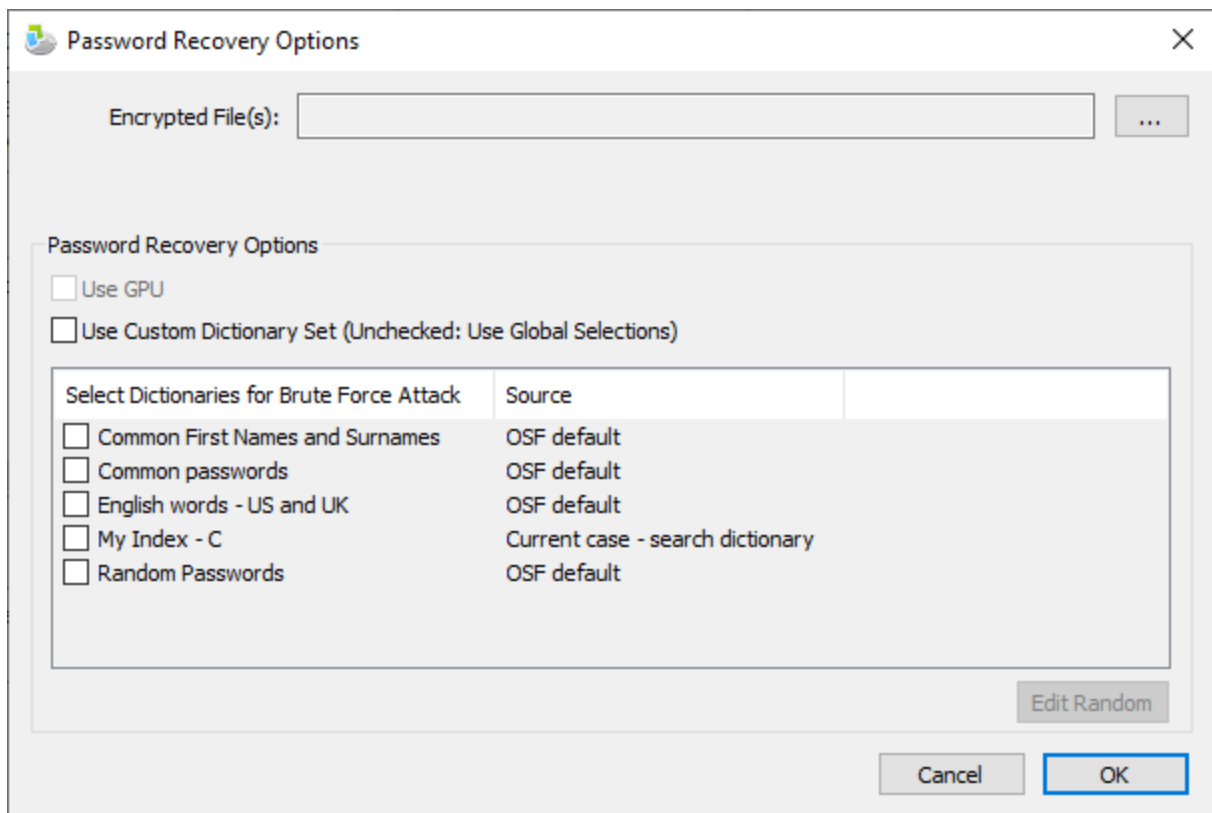 Password Recovery Options
Encrypted File(s):
...
Password Recovery Options
Use GPU
Use Custom Dictionary Set (Unchecked: Use Global Selections)
Select Dictionaries for Brute Force Attack Source
Common First Names and Surnames OSF default
Common passwords OSF default
English words - US and UK OSF default
My Index - C Current case - search dictionary
Random Passwords OSF default
Edit Random
Cancel OK